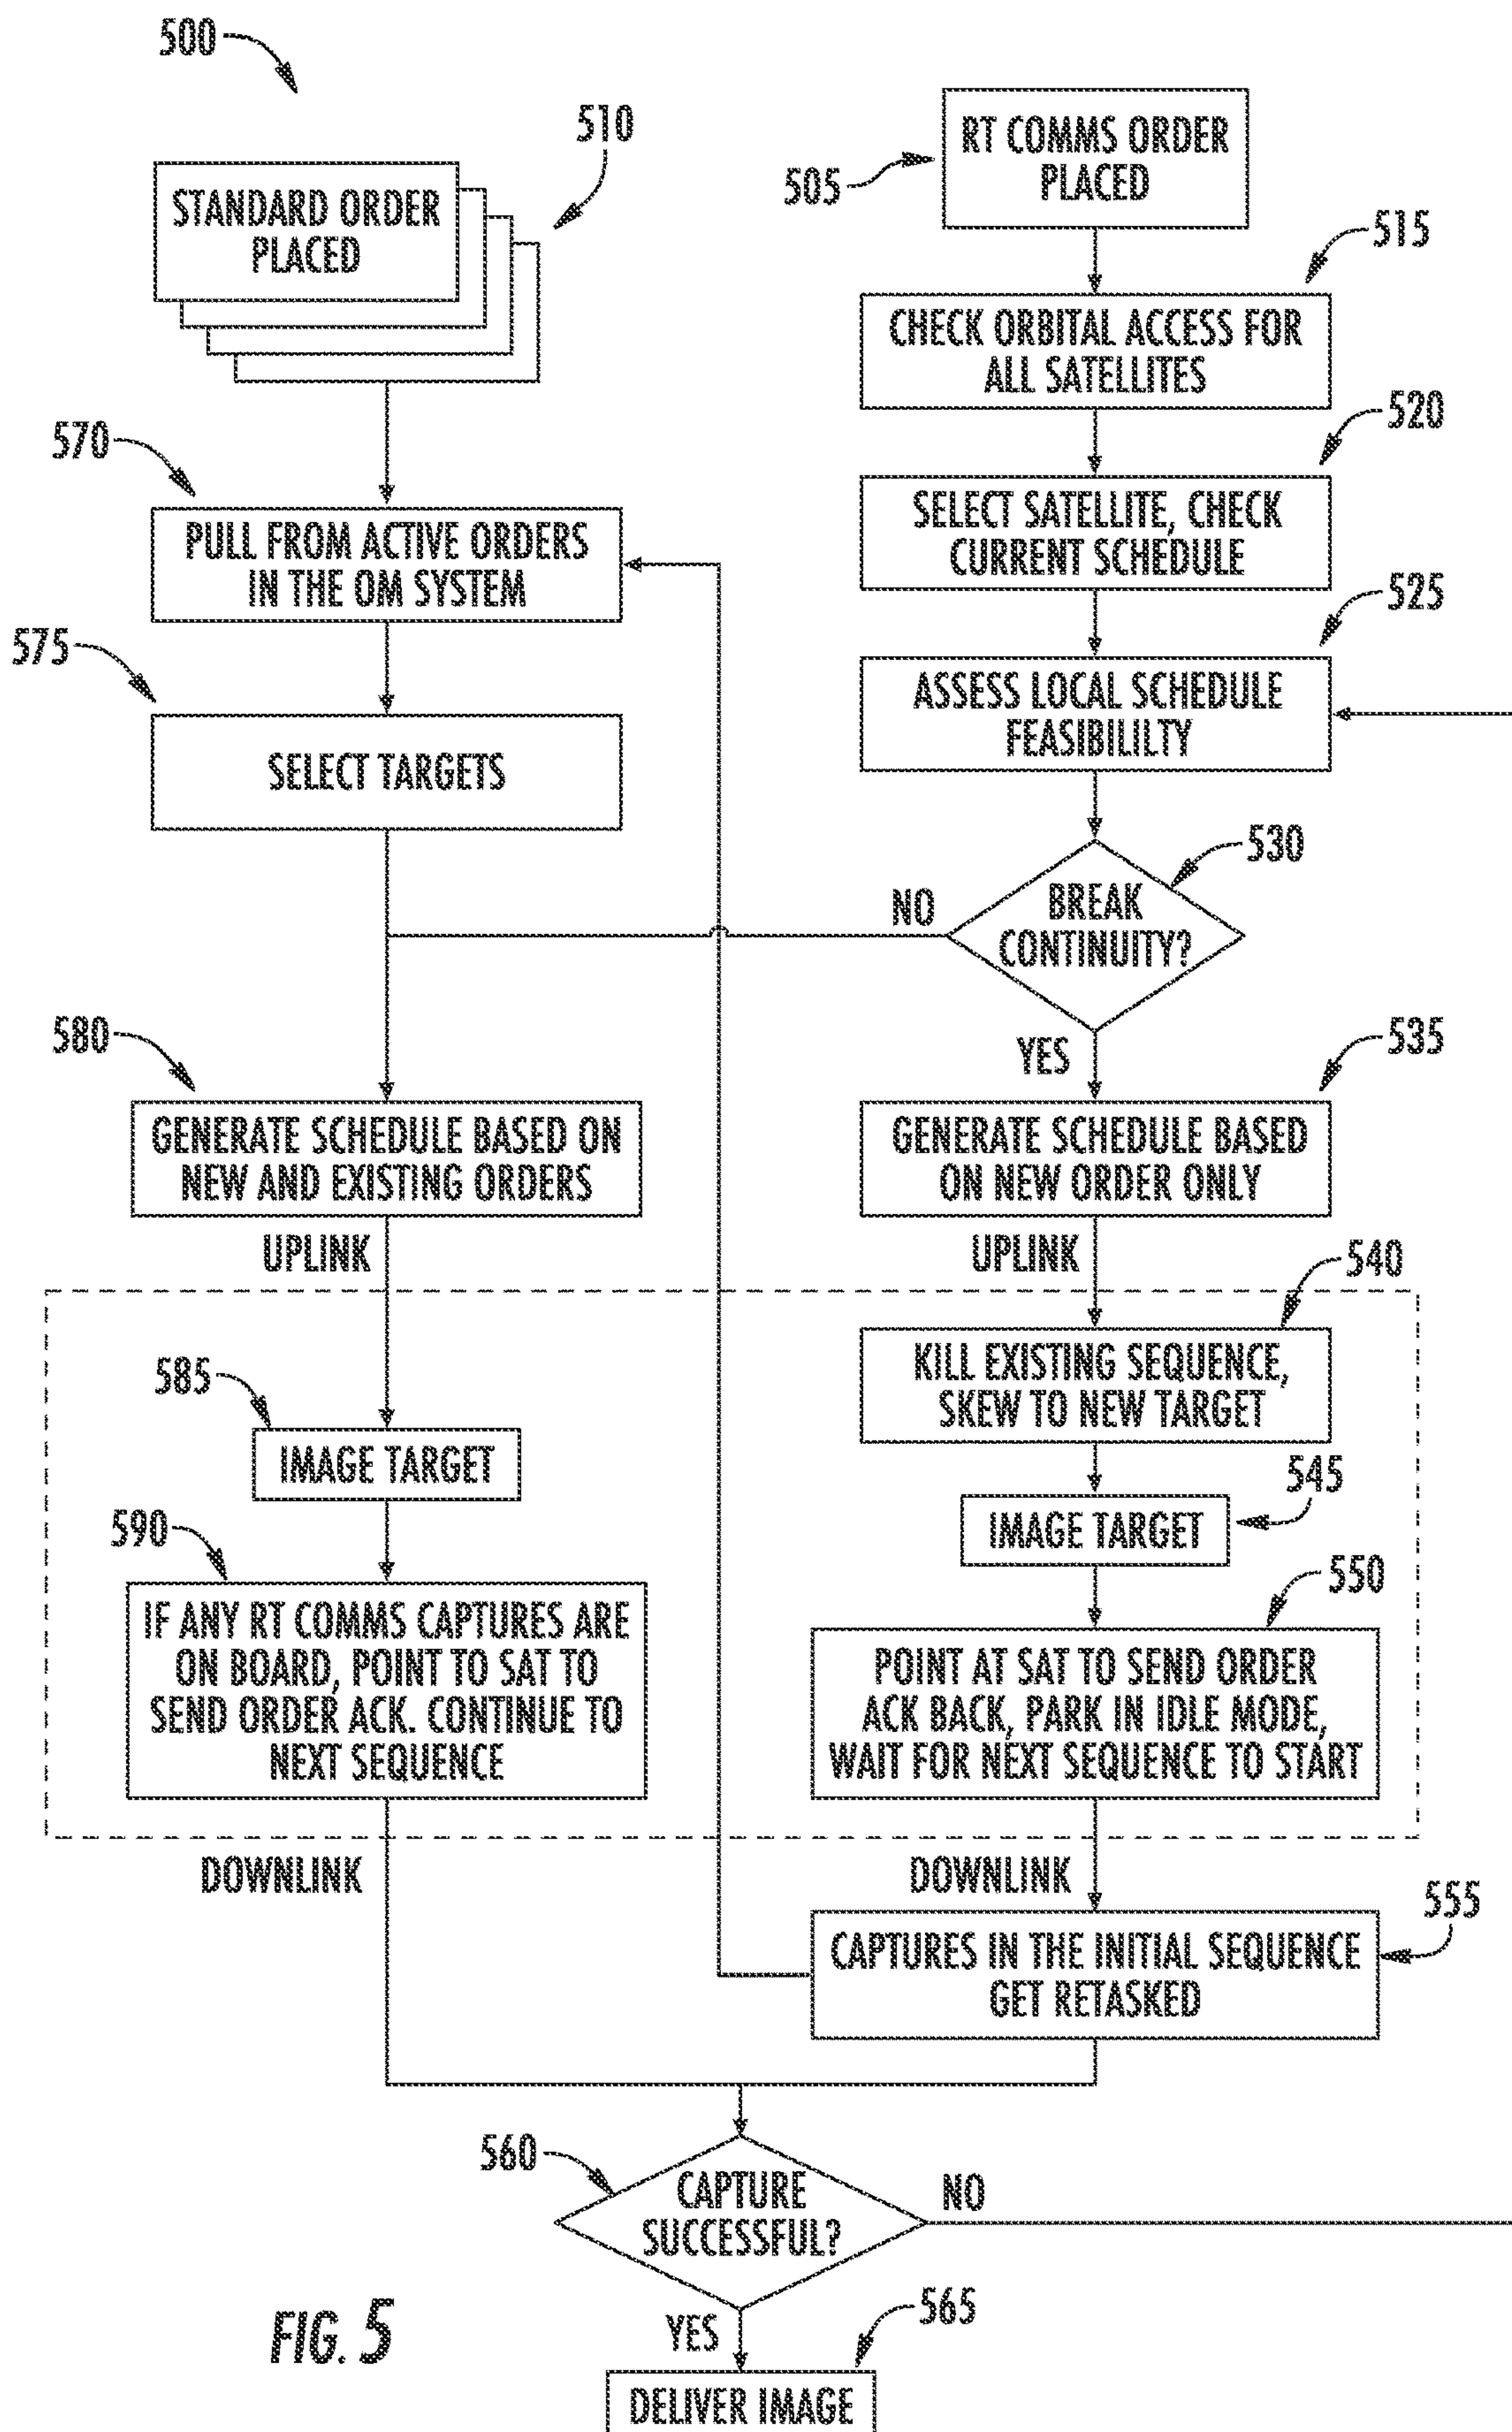 500
510
STANDARD ORDER
PLACED
505
RT COMMS ORDER
PLACED
515
CHECK ORBITAL ACCESS FOR
ALL SATELLITES
520
570
PULL FROM ACTIVE ORDERS
IN THE OM SYSTEM
SELECT SATELLITE, CHECK
CURRENT SCHEDULE
525
575
SELECT TARGETS
ASSESS LOCAL SCHEDULE
FEASIBILILTY
530
NO
BREAK
CONTINUITY?
YES
580
535
GENERATE SCHEDULE BASED ON
NEW AND EXISTING ORDERS
GENERATE SCHEDULE BASED
ON NEW ORDER ONLY
UPLINK
UPLINK
540
KILL EXISTING SEQUENCE,
SKEW TO NEW TARGET
585
IMAGE TARGET
545
IMAGE TARGET
590
550
IF ANY RT COMMS CAPTURES ARE
ON BOARD, POINT TO SAT TO
SEND ORDER ACK. CONTINUE TO
NEXT SEQUENCE
POINT AT SAT TO SEND ORDER
ACK BACK, PARK IN IDLE MODE,
WAIT FOR NEXT SEQUENCE TO START
DOWNLINK
DOWNLINK
555
CAPTURES IN THE INITIAL SEQUENCE
GET RETASKED
560
CAPTURE
SUCCESSFUL?
NO
YES
565
DELIVER IMAGE
FIG. 5